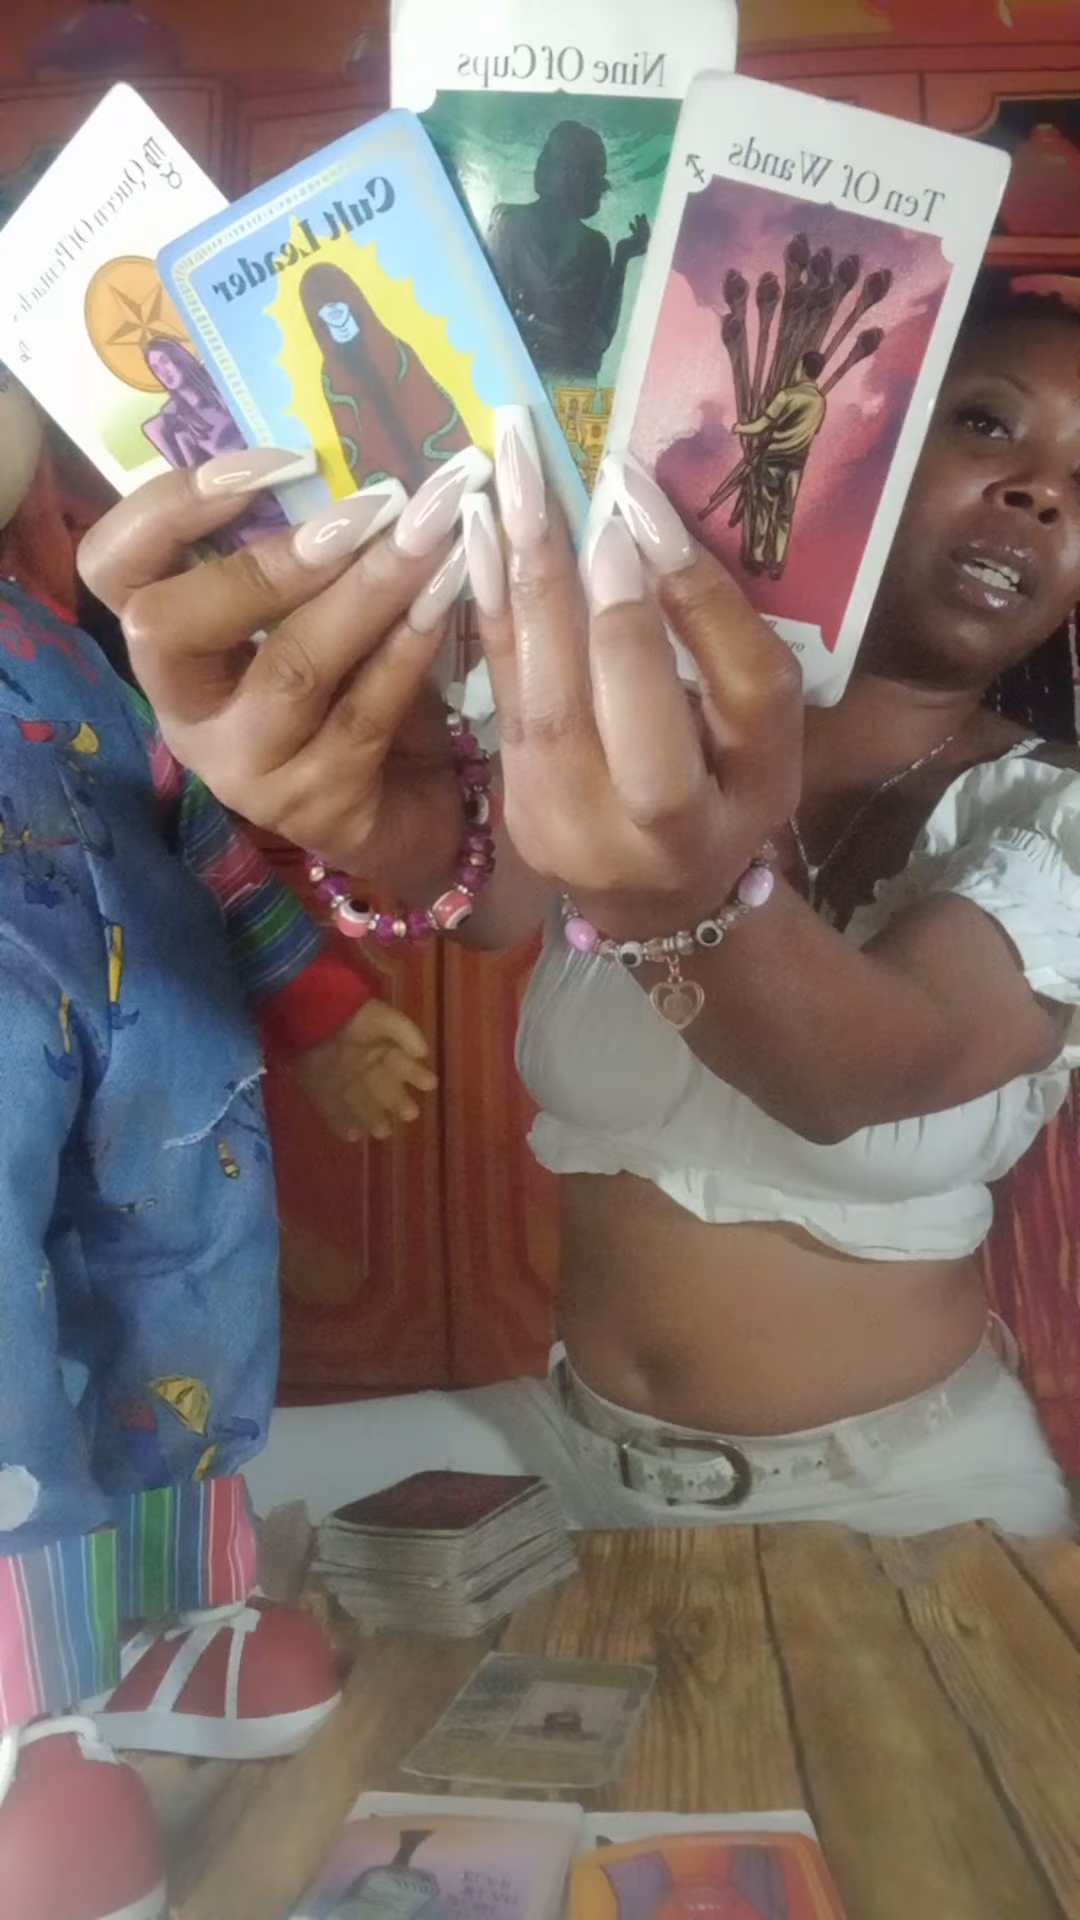 Nine Of Cups
Ten Of Wands
Cult Leader
Queen Of Pentacles